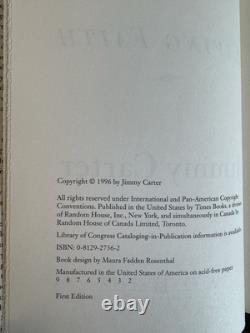 PING FAITH
Jimmy Carter
Copyright © 1996 by Jimmy Carter
All rights reserved under International and Pan-American Copyright
Conventions. Published in the United States by Times Books, a division
of Random House, Inc., New York, and simultaneously in Canada by
Random House of Canada Limited, Toronto.
Library of Congress Cataloging-in-Publication information is available
ISBN- 0-8129-2736-2
Book design by Maura Fadden Rosenthal
Manufactured in the United States of America on acid-free paper
9 8 7 6 5 4 3 2
First Edition